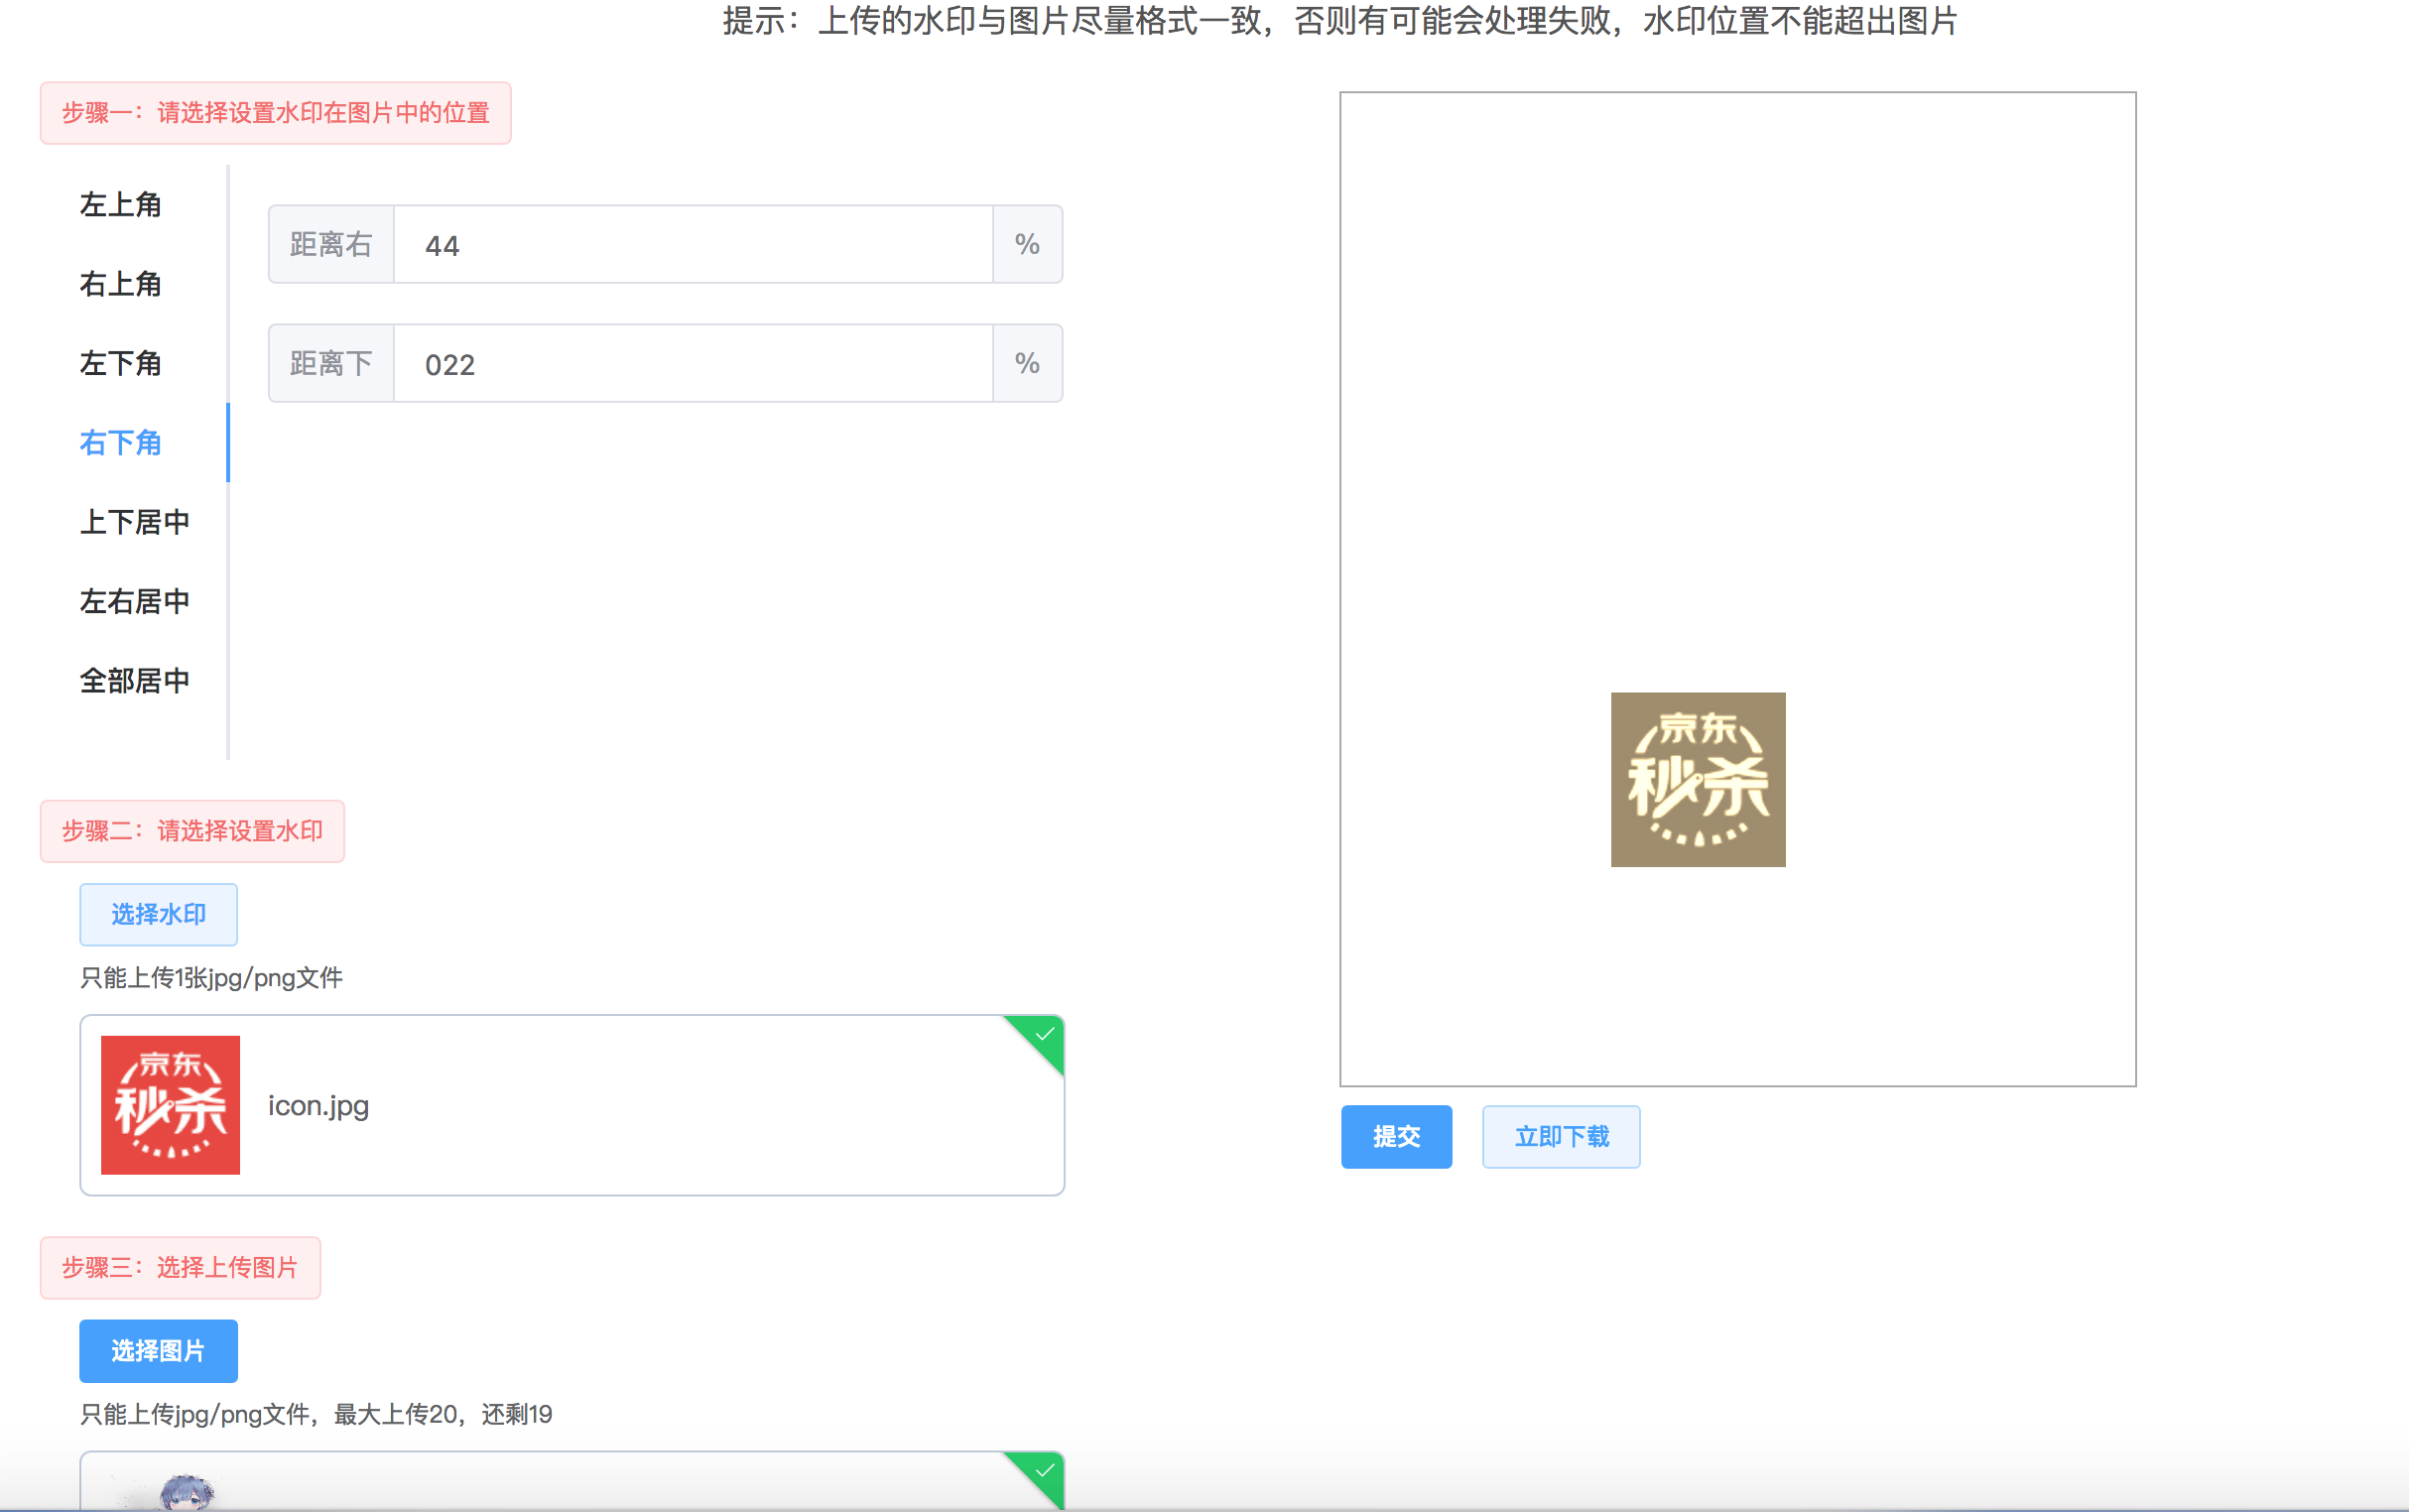 提示：上传的水印与图片尽量格式一致，否则有可能会处理失败，水印位置不能超出图片
步骤一：请选择设置水印在图片中的位置
左上角
右上角
左下角
右下角
上下居中
左右居中
全部居中
距离右 44 %
距离下 022 %
步骤二：请选择设置水印
选择水印
只能上传1张jpg/png文件
京东
秒杀
icon.jpg
步骤三：选择上传图片
选择图片
只能上传jpg/png文件，最大上传20，还剩19
京东
秒杀
提交 立即下载